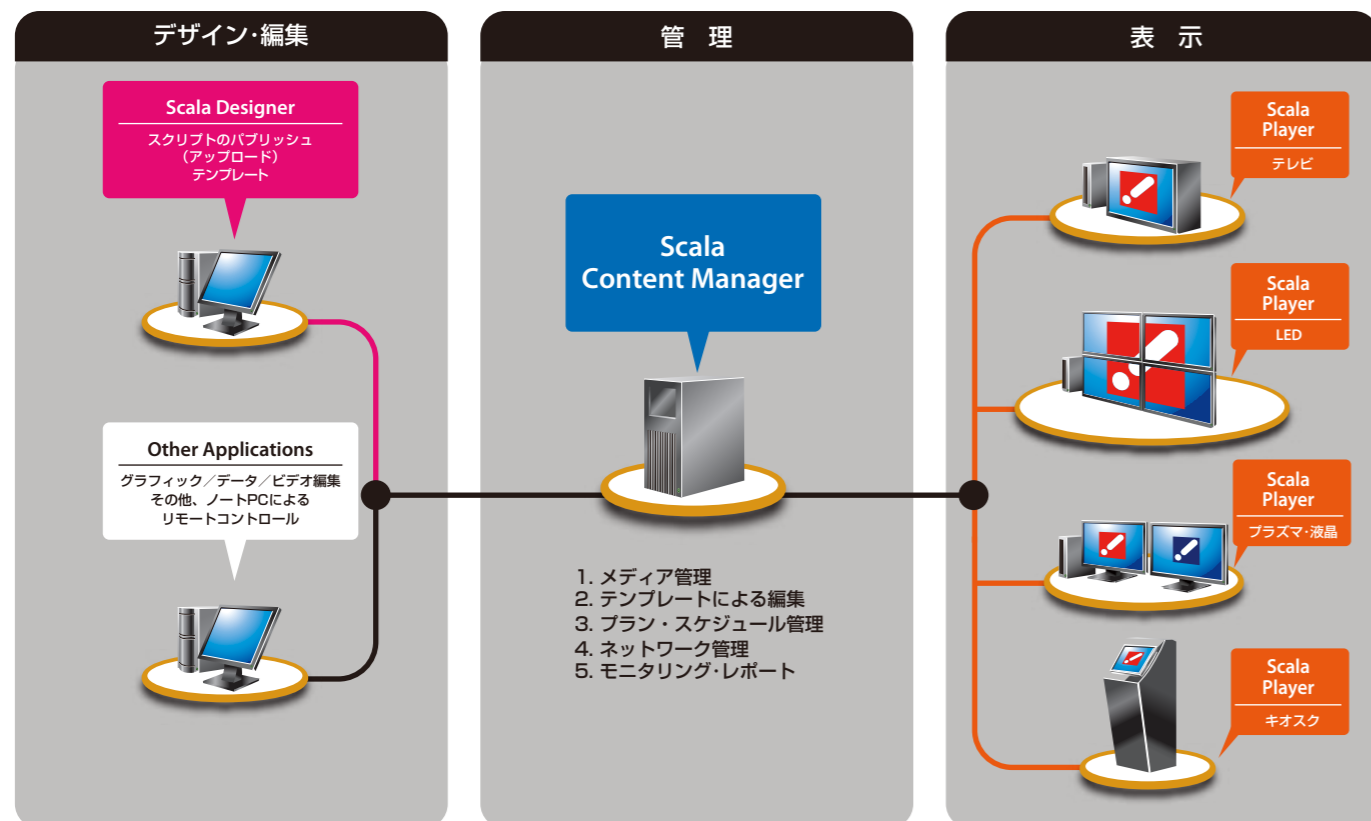 デザイン・編集
Scala Designer
スクリプトのパブリッシュ
（アップロード）
テンプレート
Other Applications
グラフィック／データ／ビデオ編集
その他、ノートPCによる
リモートコントロール
管 理
Scala
Content Manager
1. メディア管理
2. テンプレートによる編集
3. プラン・スケジュール管理
4. ネットワーク管理
5. モニタリング・レポート
表 示
Scala
Player
テレビ
Scala
Player
LED
Scala
Player
プラズマ・液晶
Scala
Player
キオスク